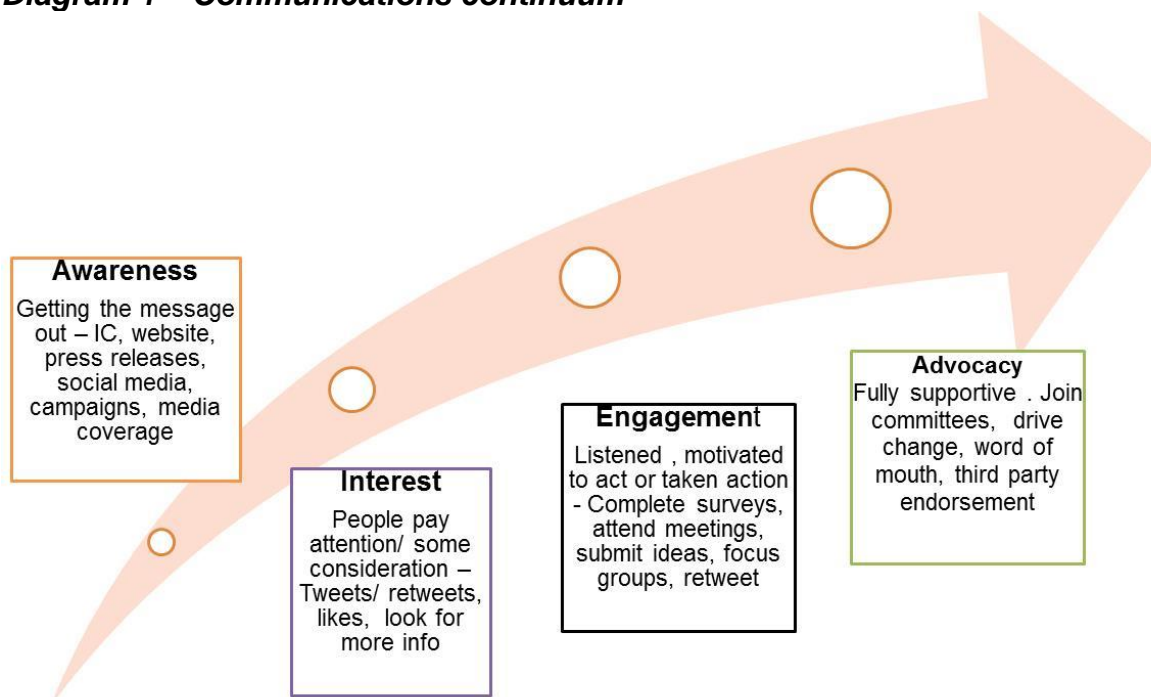 Diagram 1 – Communications continuum
Awareness
Getting the message
out – IC, website,
press releases,
social media,
campaigns, media
coverage
Interest
People pay
attention/ some
consideration –
Tweets/ retweets,
likes, look for
more info
Engagement
Listened , motivated
to act or taken action
- Complete surveys,
attend meetings,
submit ideas, focus
groups, retweet
Advocacy
Fully supportive . Join
committees, drive
change, word of
mouth, third party
endorsement